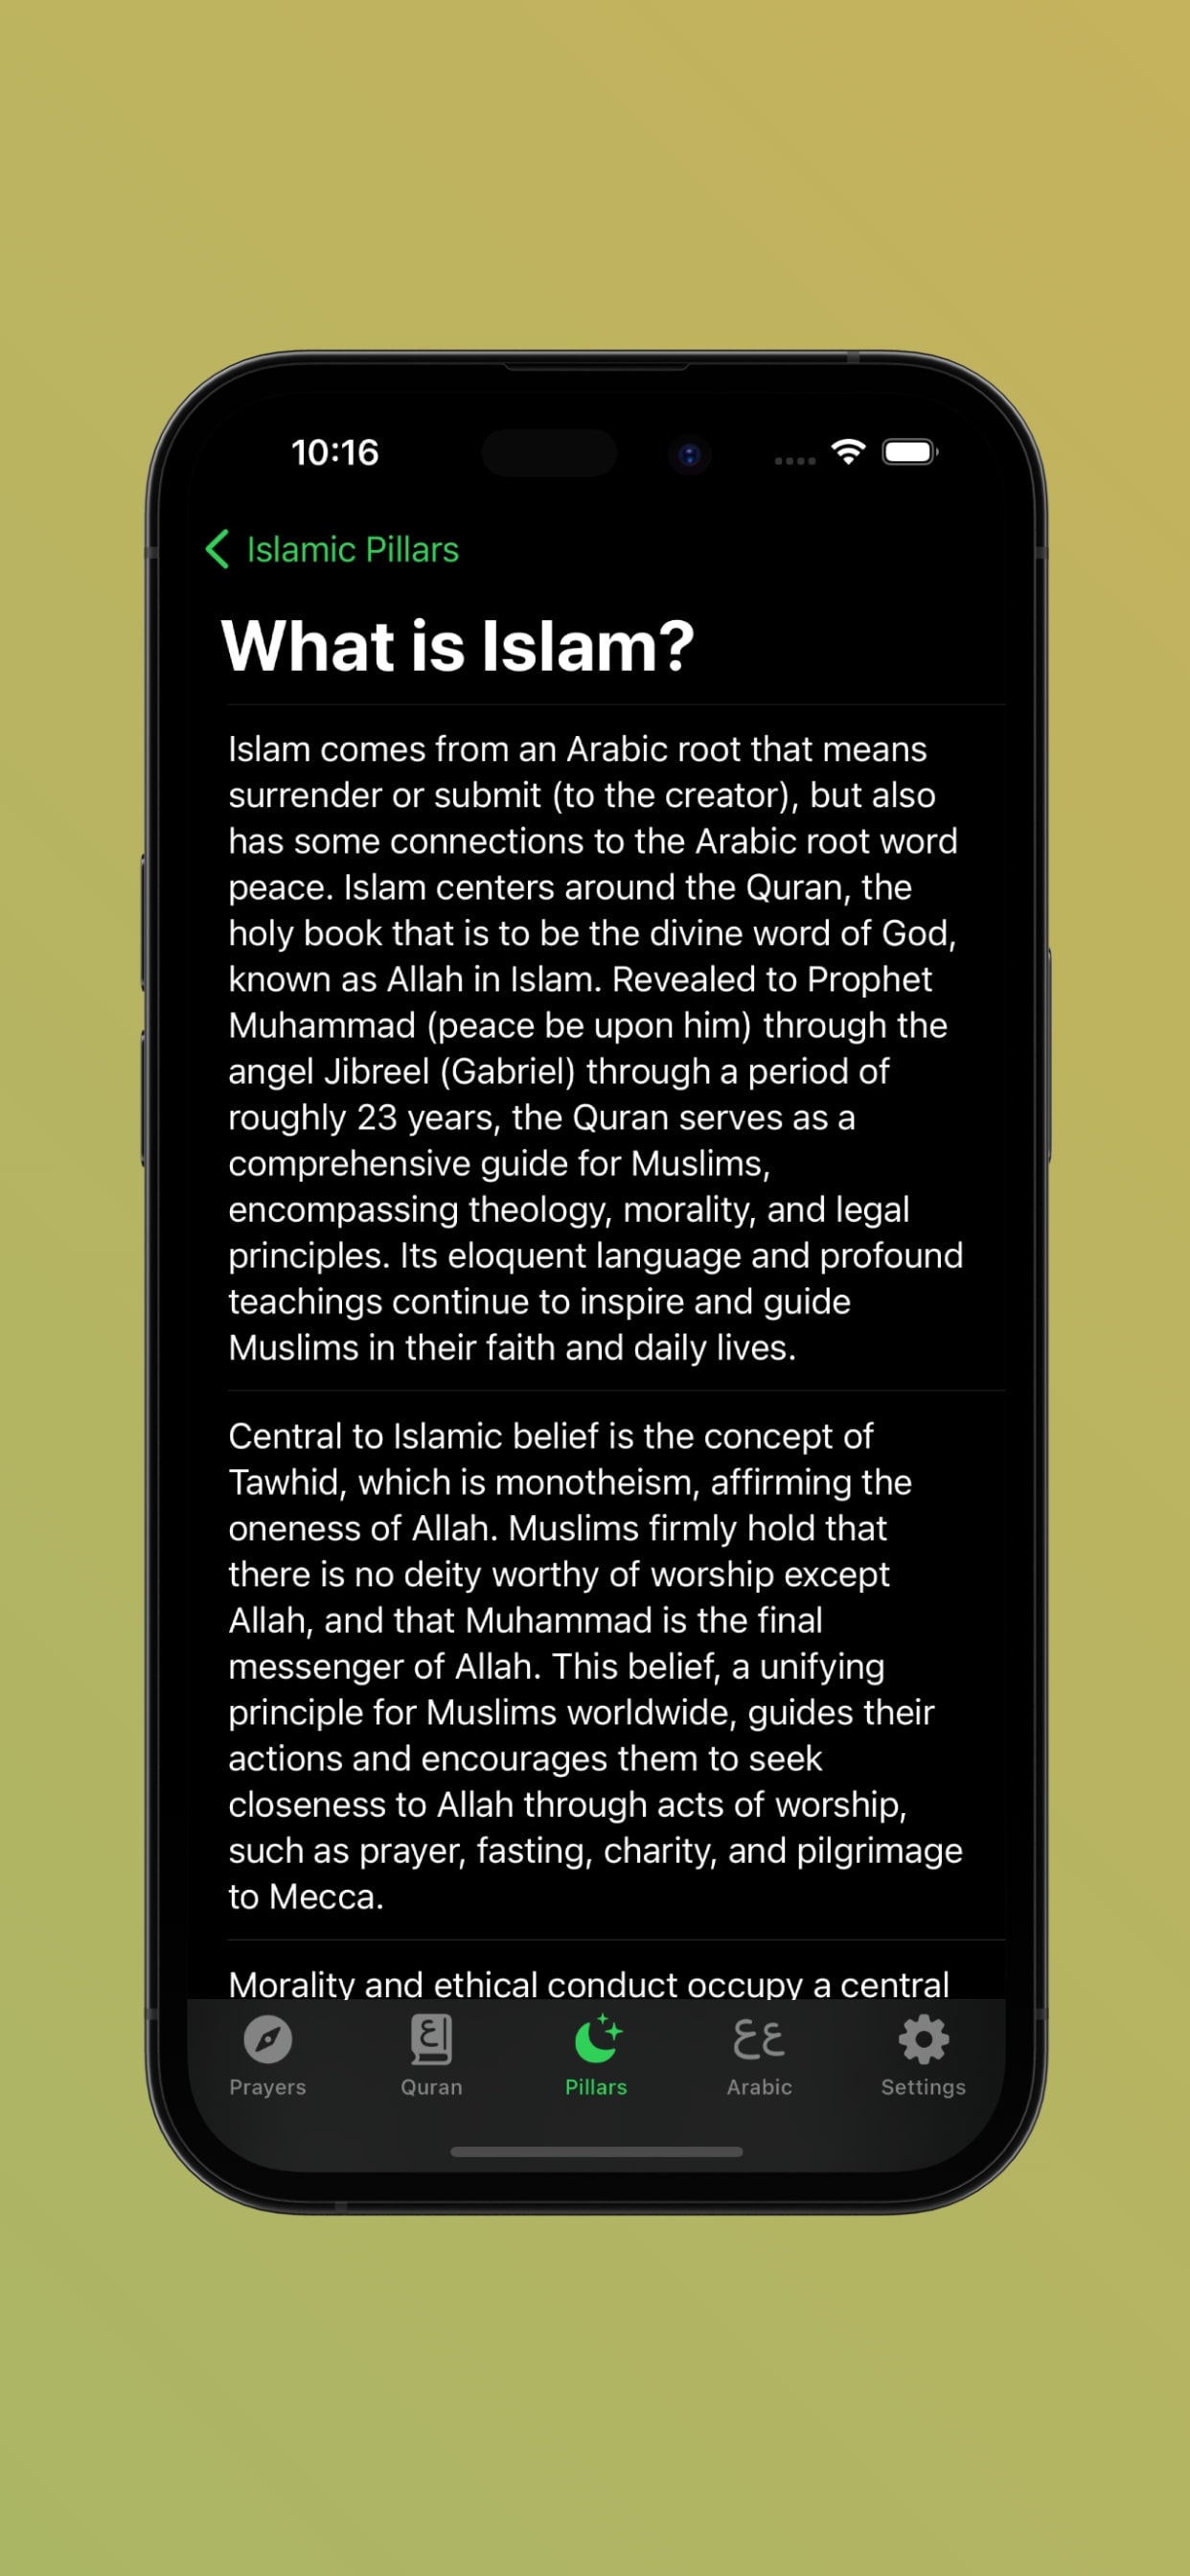 10:16
Islamic Pillars
What is Islam?
Islam comes from an Arabic root that means
surrender or submit (to the creator), but also
has some connections to the Arabic root word
peace. Islam centers around the Quran, the
holy book that is to be the divine word of God,
known as Allah in Islam. Revealed to Prophet
Muhammad (peace be upon him) through the
angel Jibreel (Gabriel) through a period of
roughly 23 years, the Quran serves as a
comprehensive guide for Muslims,
encompassing theology, morality, and legal
principles. Its eloquent language and profound
teachings continue to inspire and guide
Muslims in their faith and daily lives.
Central to Islamic belief is the concept of
Tawhid, which is monotheism, affirming the
oneness of Allah. Muslims firmly hold that
there is no deity worthy of worship except
Allah, and that Muhammad is the final
messenger of Allah. This belief, a unifying
principle for Muslims worldwide, guides their
actions and encourages them to seek
closeness to Allah through acts of worship,
such as prayer, fasting, charity, and pilgrimage
to Mecca.
Morality and ethical conduct occupy a central
Prayers Quran Pillars Arabic Settings